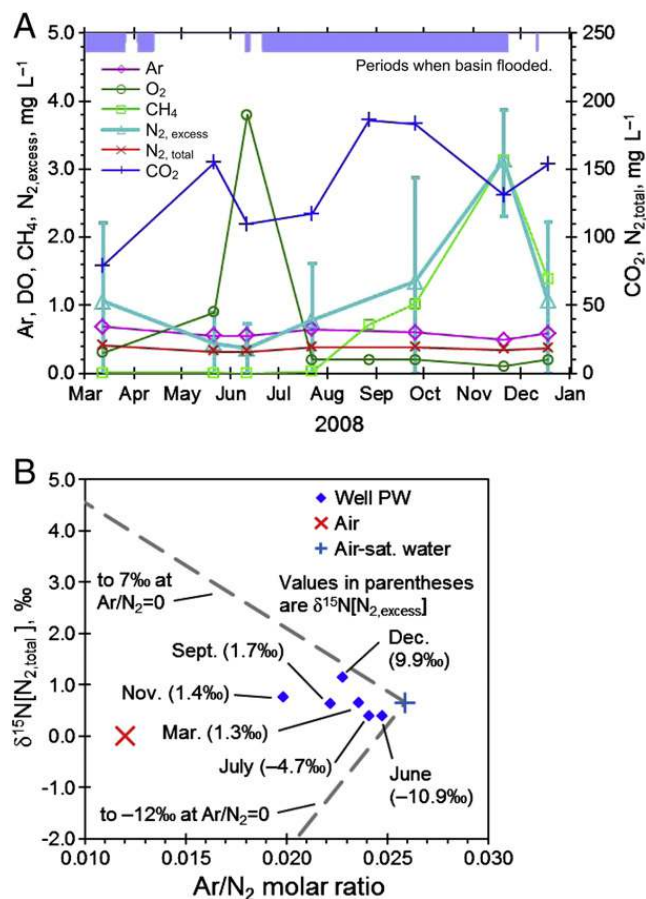 A
5.0
4.0
3.0
2.0
1.0
0.0
Ar, DO, CH₄, N₂,excess, mg L⁻¹
Periods when basin flooded.
Ar
O₂
CH₄
N₂, excess
N₂, total
CO₂
250
200
150
100
50
0
CO₂, N₂,total, mg L⁻¹
Mar Apr May Jun Jul Aug Sep Oct Nov Dec Jan
2008
B
5.0
4.0
3.0
2.0
1.0
0.0
-1.0
-2.0
δ¹⁵N[N₂,total], ‰
Well PW
Air
Air-sat. water
to 7‰ at
Ar/N₂=0
Values in parentheses
are δ¹⁵N[N₂,excess]
Dec.
(9.9‰)
Sept. (1.7‰)
Nov. (1.4‰)
Mar. (1.3‰)
July (–4.7‰)
June
(–10.9‰)
to –12‰ at Ar/N₂=0
0.010 0.020 0.025 0.030
Ar/N₂ molar ratio